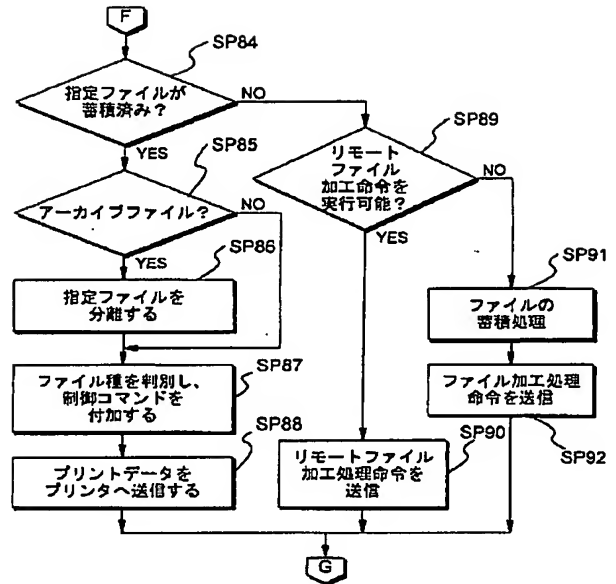 F
SP84
指定ファイルが
蓄積済み？
NO
YES
SP85
アーカイブファイル？
NO
YES
SP86
指定ファイルを
分離する
SP87
ファイル種を判別し、
制御コマンドを
付加する
SP88
プリントデータを
プリンタへ送信する
SP89
リモート
ファイル
加工命令を
実行可能？
NO
YES
SP90
リモートファイル
加工処理命令を
送信
SP91
ファイルの
蓄積処理
ファイル加工処理
命令を送信
SP92
G